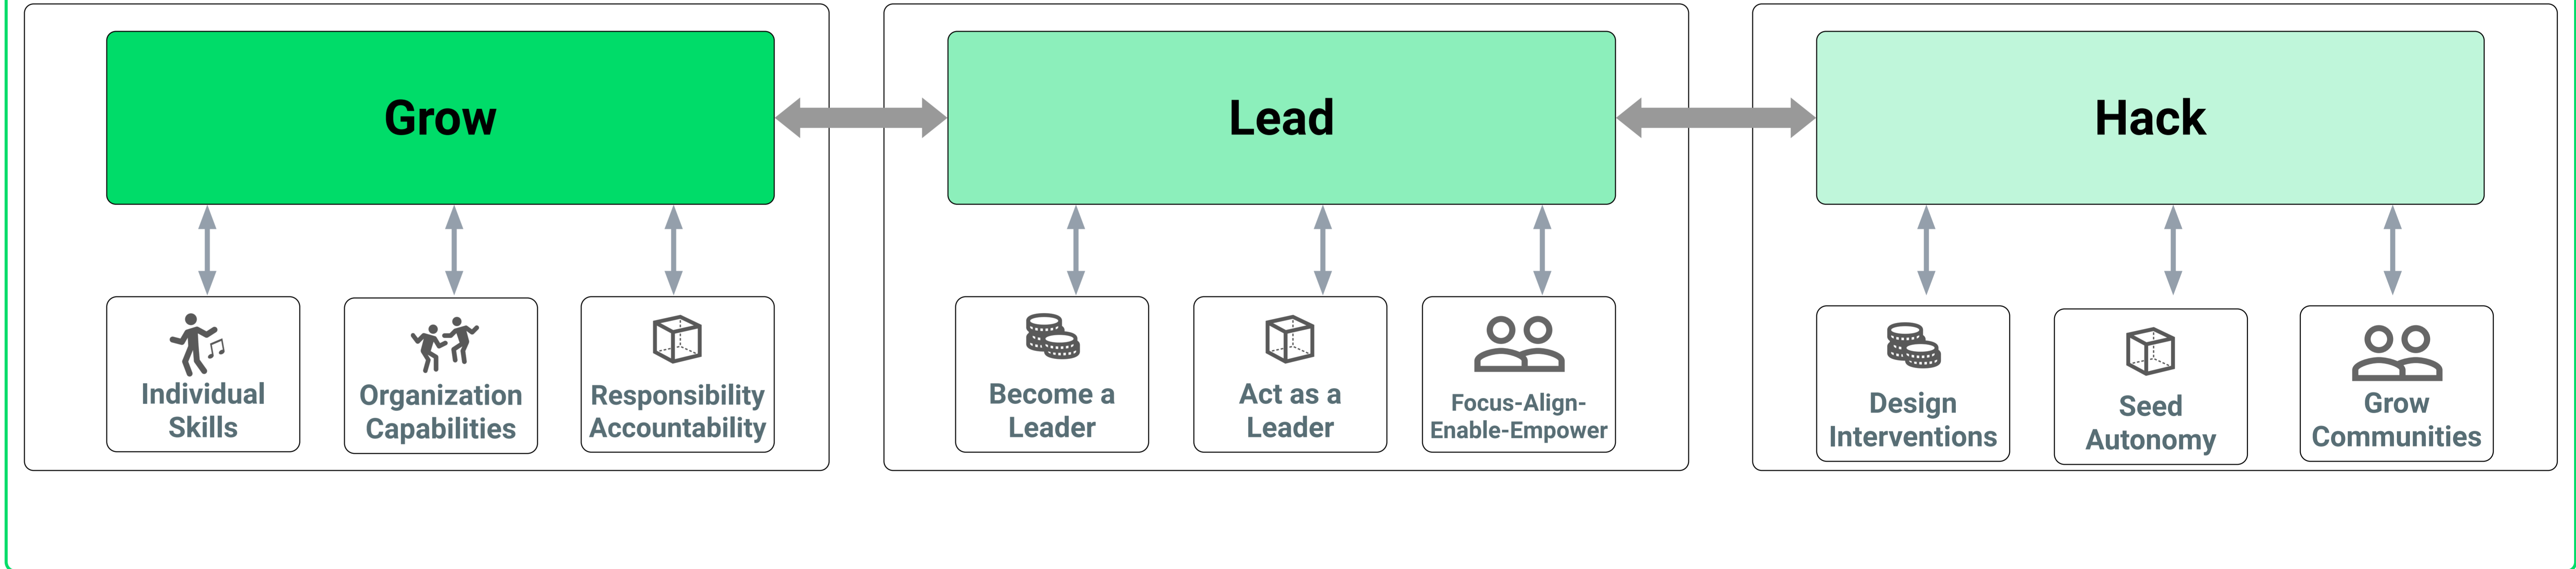 Grow
Lead
Hack
Individual
Skills
Organization
Capabilities
Responsibility
Accountability
Become a
Leader
Act as a
Leader
Focus-Align-
Enable-Empower
Design
Interventions
Seed
Autonomy
Grow
Communities